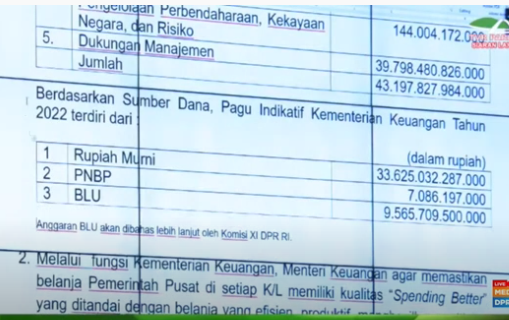 Pengelolaan Perbendaharaan, Kekayaan
Negara, dan Risiko 144.004.172.000
5. Dukungan Manajemen 39.798.480.826.000
Jumlah 43.197.827.984.000
Berdasarkan Sumber Dana, Pagu Indikatif Kementerian Keuangan Tahun
2022 terdiri dari :
(dalam rupiah)
1 Rupiah Murni 33.625.032.287.000
2 PNBP 7.086.197.000
3 BLU 9.565.709.500.000
Anggaran BLU akan dibahas lebih lanjut oleh Komisi XI DPR RI.
2. Melalui fungsi Kementerian Keuangan, Menteri Keuangan agar memastikan
belanja Pemerintah Pusat di setiap K/L memiliki kualitas "Spending Better"
yang ditandai dengan belanja yang efisien, produktif
LIVE